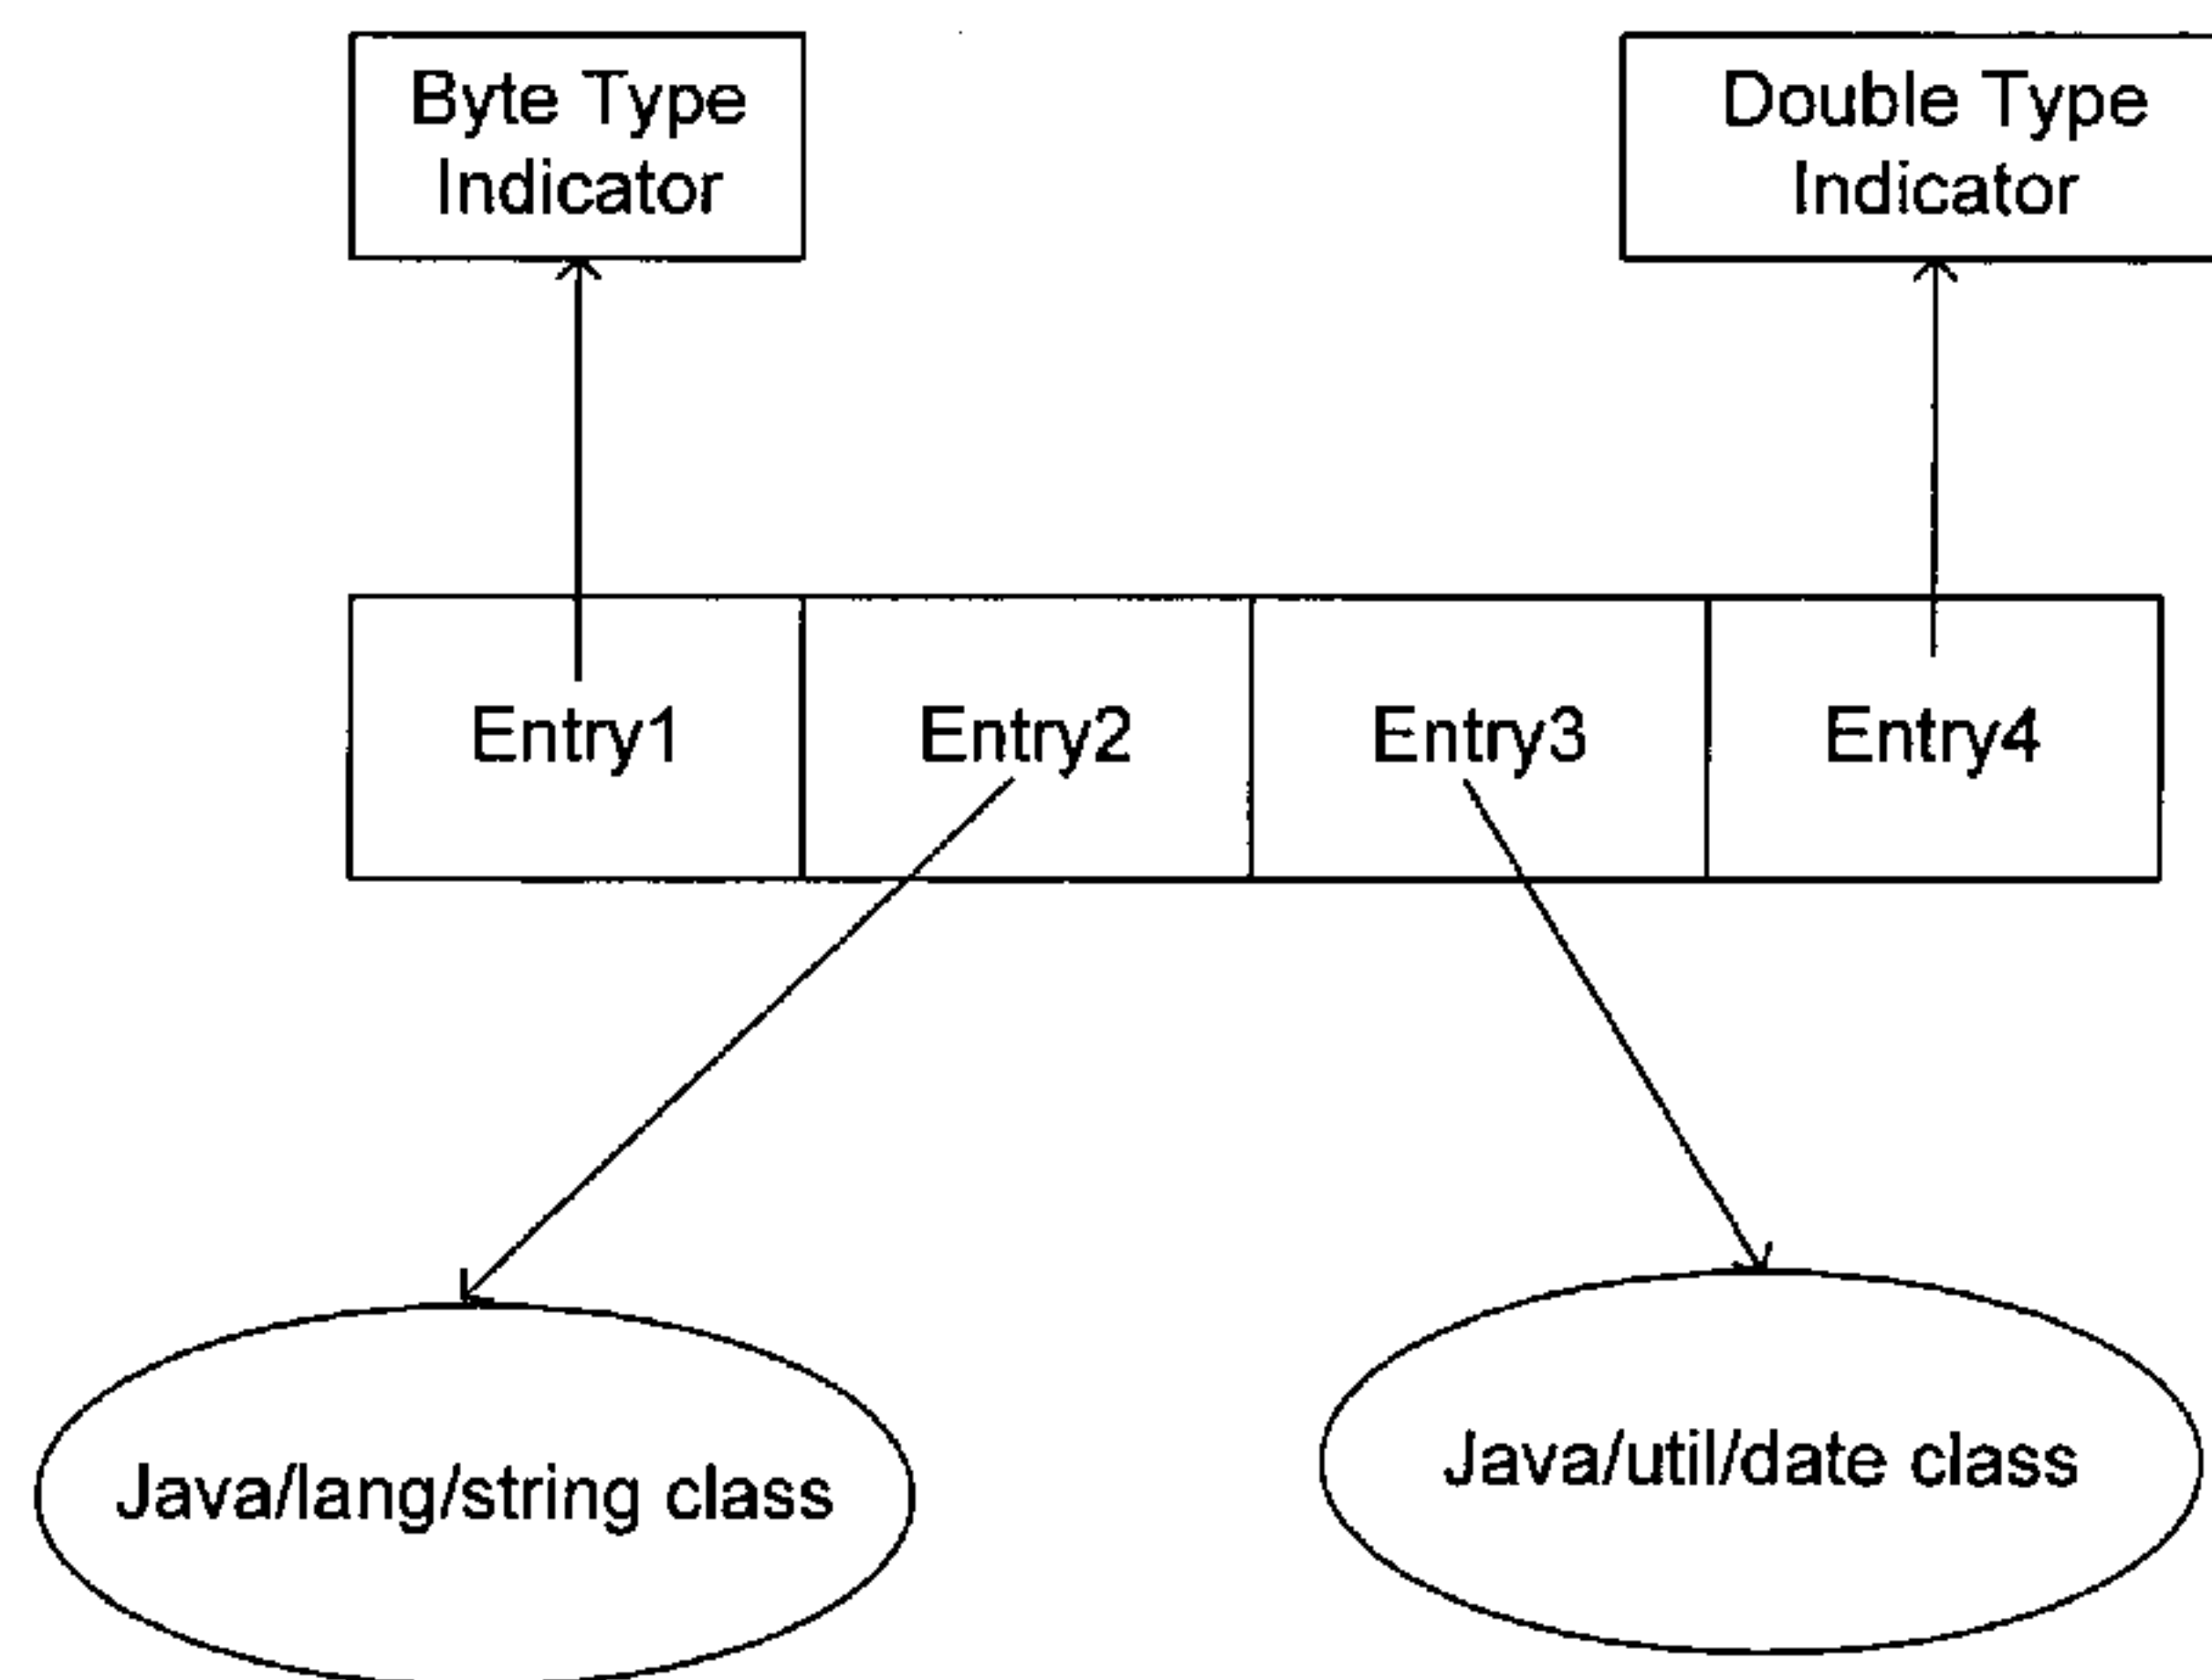 Byte Type
Indicator
Double Type
Indicator
Entry1
Entry2
Entry3
Entry4
Java/lang/string class
Java/util/date class